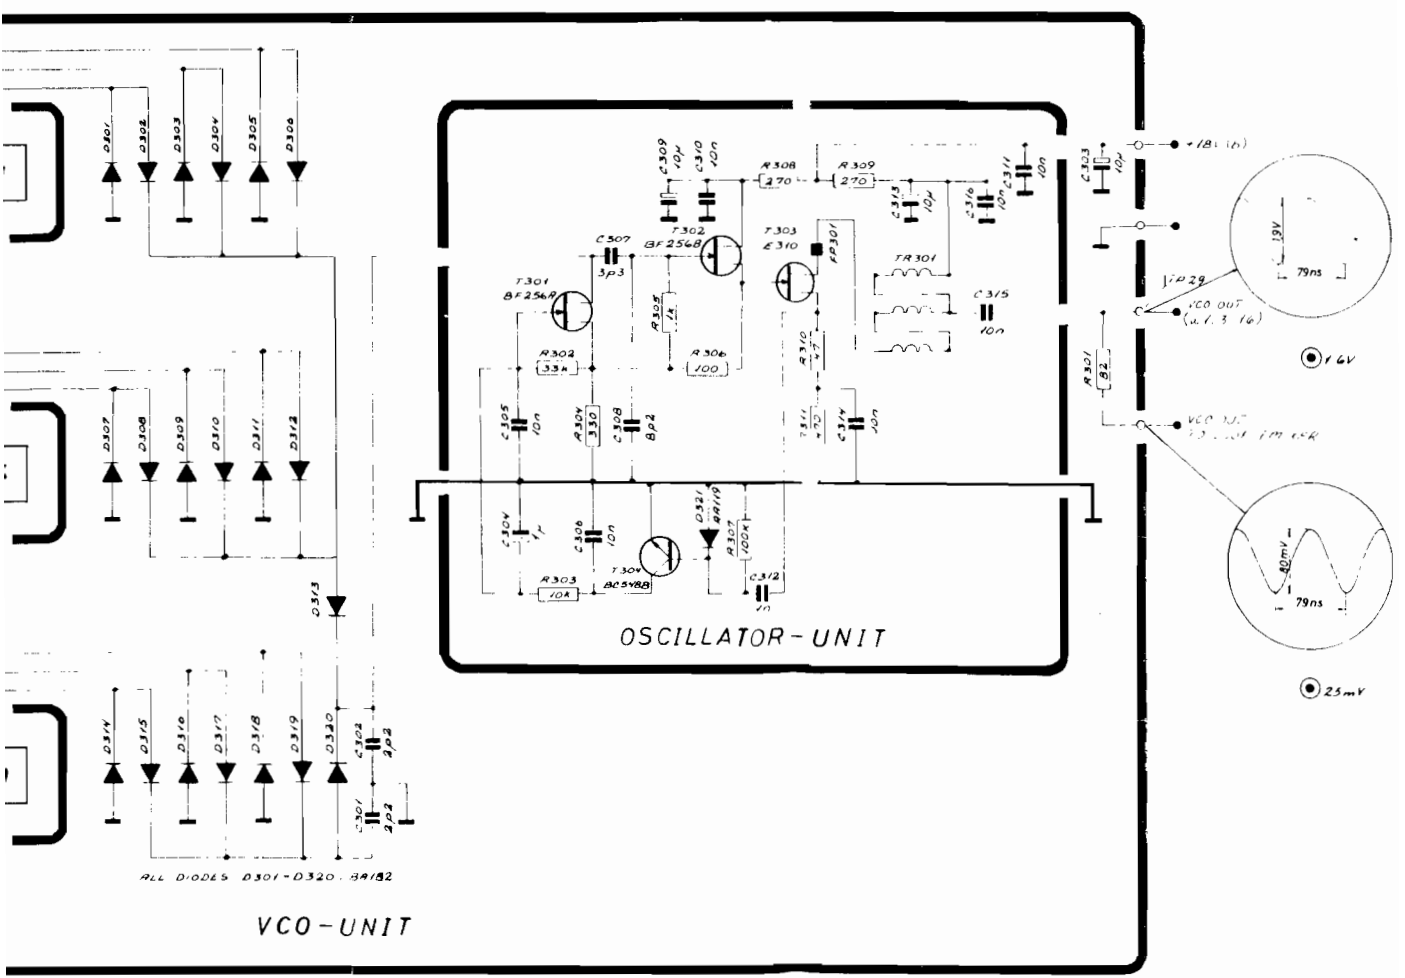 D301
D302
D303
D304
D305
D306
C309
10µ
C310
10n
R308
270
R309
270
C313
10µ
C316
10n
C311
10n
C303
10µ
19V
79ns
T302
BF256B
T303
E310
FP301
C307
3p3
T301
BF256A
R305
1k
TR301
C315
10n
VCO OUT
R302
33k
R306
100
R310
47
R301
82
D307
D308
D309
D310
D311
D312
C305
10n
R304
330
C308
8p2
470
C314
10n
C304
1µ
C306
10n
T304
BC548B
D321
R307
100k
C312
1n
R303
10k
80mV
79ns
D313
OSCILLATOR-UNIT
25mV
D314
D315
D316
D317
D318
D319
D320
C302
2p2
C301
2p2
ALL DIODES D301-D320. BA182
VCO-UNIT